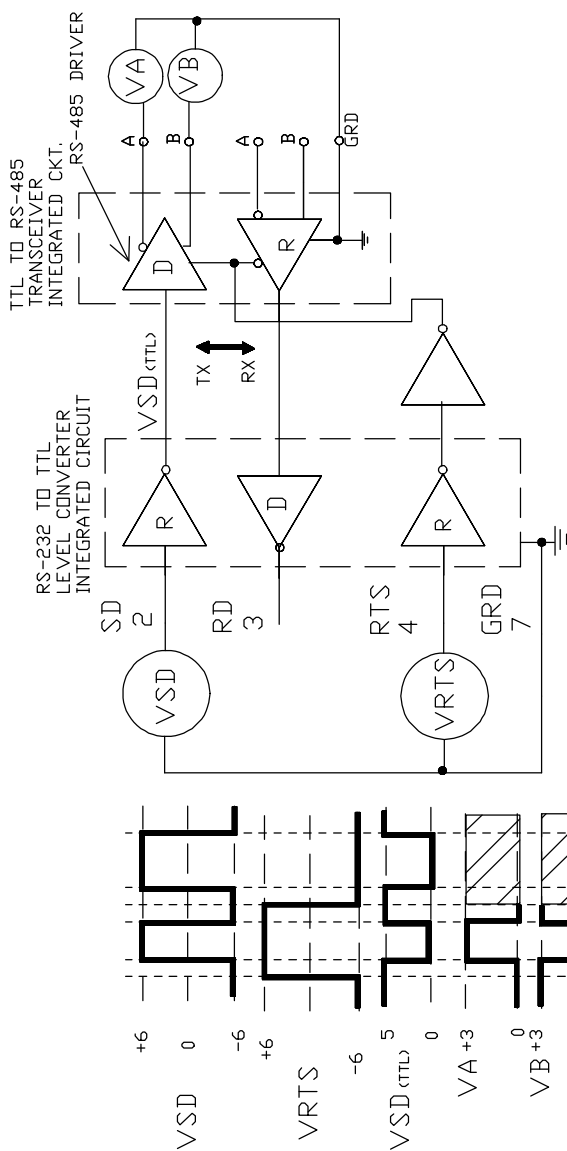 TTL TO RS-485
TRANSCEIVER
INTEGRATED CKT.
RS-485 DRIVER
RS-232 TO TTL
LEVEL CONVERTER
INTEGRATED CIRCUIT
VSD
+6
0
-6
VRTS
+6
-6
VSD (TTL)
5
0
VA +3
0
VB +3
VSD
SD
2
R
VSD (TTL)
D
A
B
VA
VB
TX
RX
RD
3
D
R
A
B
GRD
VRTS
RTS
4
R
GRD
7